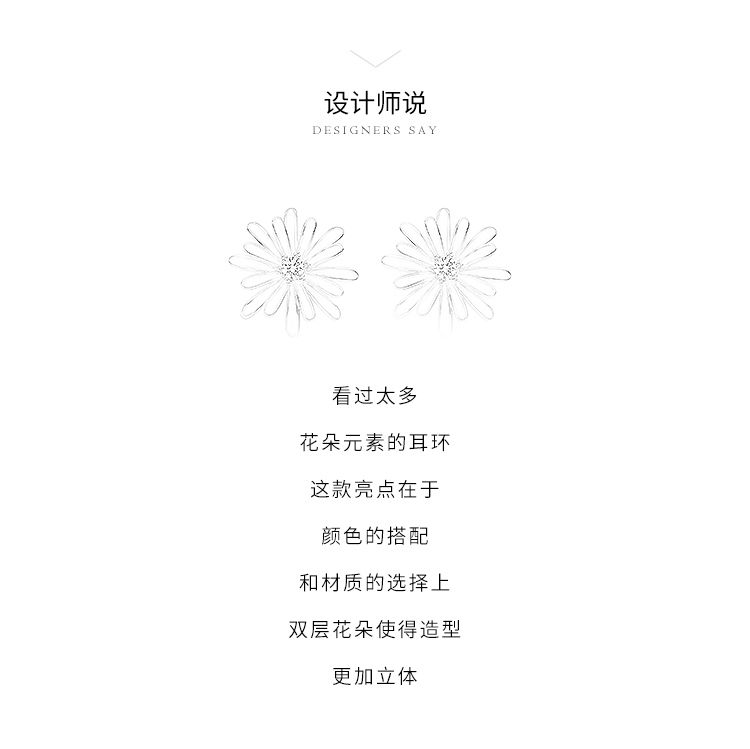 设计师说
DESIGNERS SAY
看过太多
花朵元素的耳环
这款亮点在于
颜色的搭配
和材质的选择上
双层花朵使得造型
更加立体